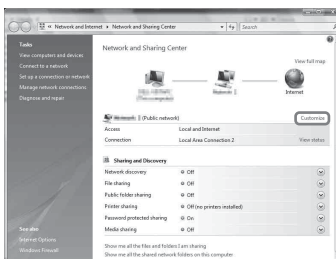 « Network and Internet ▸ Network and Sharing Center
Search
Tasks
View computers and devices
Connect to a network
Set up a connection or network
Manage network connections
Diagnose and repair
See also
Internet Options
Windows Firewall
Network and Sharing Center
View full map
Internet
(Public network)
Customize
Access Local and Internet
Connection Local Area Connection 2 View status
Sharing and Discovery
Network discovery Off
File sharing Off
Public folder sharing Off
Printer sharing Off (no printers installed)
Password protected sharing On
Media sharing Off
Show me all the files and folders I am sharing
Show me all the shared network folders on this computer